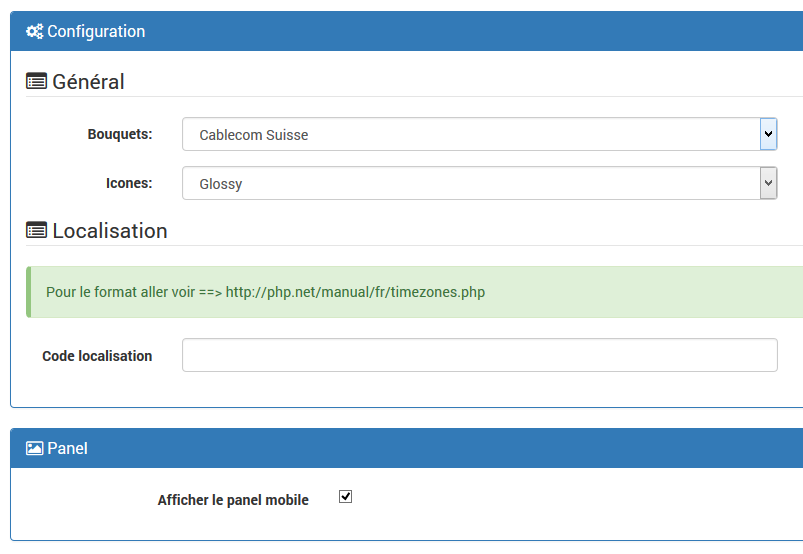 Configuration
Général
Bouquets: Cablecom Suisse
Icones: Glossy
Localisation
Pour le format aller voir ==> http://php.net/manual/fr/timezones.php
Code localisation
Panel
Afficher le panel mobile